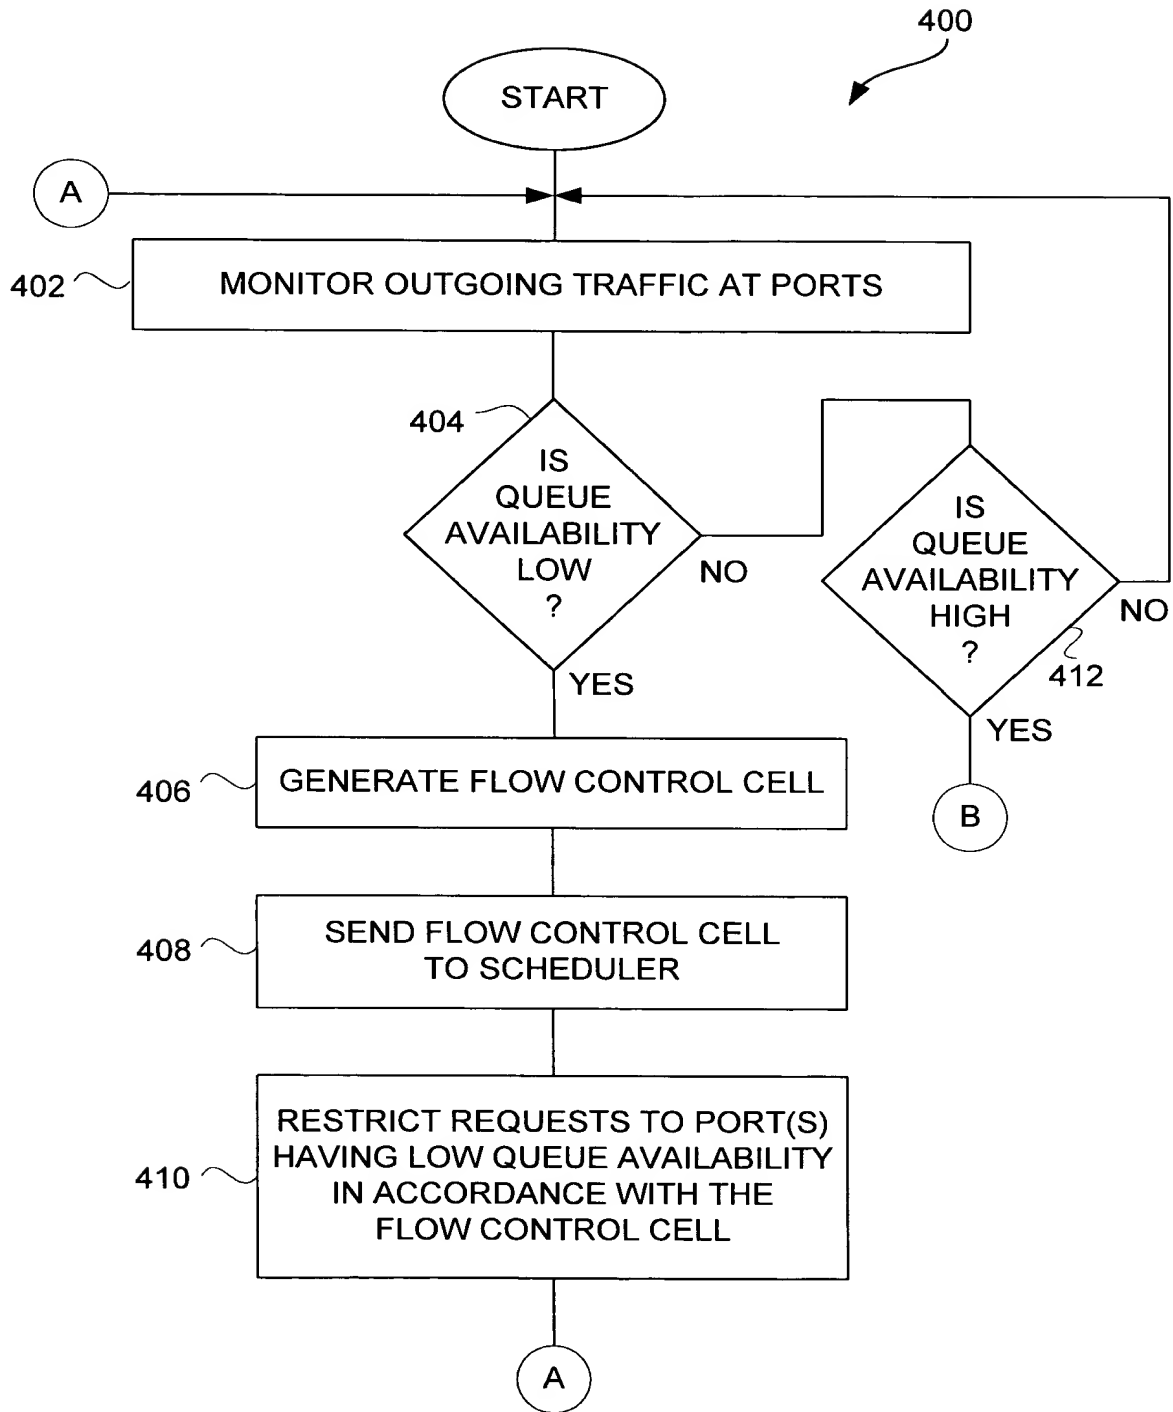 400
START
A
402
MONITOR OUTGOING TRAFFIC AT PORTS
404
IS
QUEUE
AVAILABILITY
LOW
?
NO
IS
QUEUE
AVAILABILITY
HIGH
?
NO
412
YES
YES
B
406
GENERATE FLOW CONTROL CELL
408
SEND FLOW CONTROL CELL
TO SCHEDULER
410
RESTRICT REQUESTS TO PORT(S)
HAVING LOW QUEUE AVAILABILITY
IN ACCORDANCE WITH THE
FLOW CONTROL CELL
A